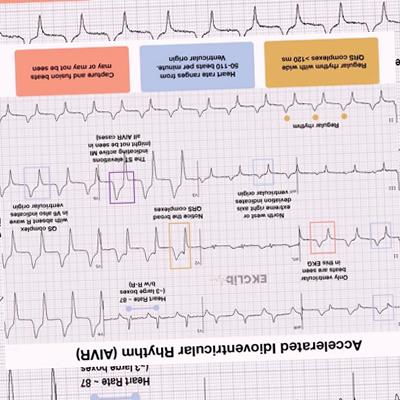 Heart Rate ~ 87
(~3 large boxes
Accelerated Idioventricular Rhythm (AIVR)
Heart Rate ~ 87
(~3 large boxes
b/w R-R)
Only ventricular
beats are seen
in this EKG
North west or
extreme right axis
deviation indicates
ventricular origin
Notice the broad
QRS complexes
QS complex
with absent R wave
in V6 also indicates
ventricular origin
The ST elevations
indicating active MI
(might not be seen in
all AIVR cases)
Regular rhythm
II
Regular rhythm with wide
QRS complexes >120 ms
Heart rate ranges from
50-110 beats per minute.
Ventricular origin
Capture and fusion beats
may or may not be seen